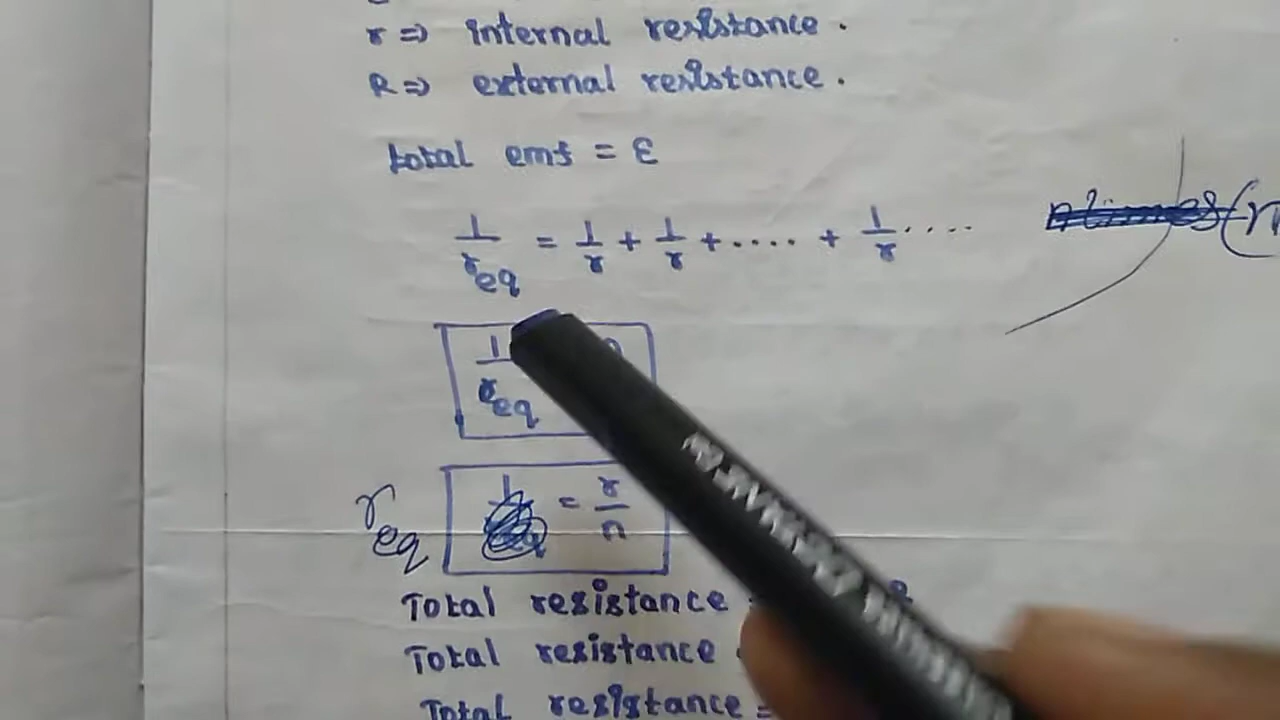 r => internal resistance.
R => external resistance.
total emf = ε
1/r_eq = 1/r + 1/r + .... + 1/r ....
1/r_eq
r_eq = r/n
Total resistance =
Total resistance
Total resistance =